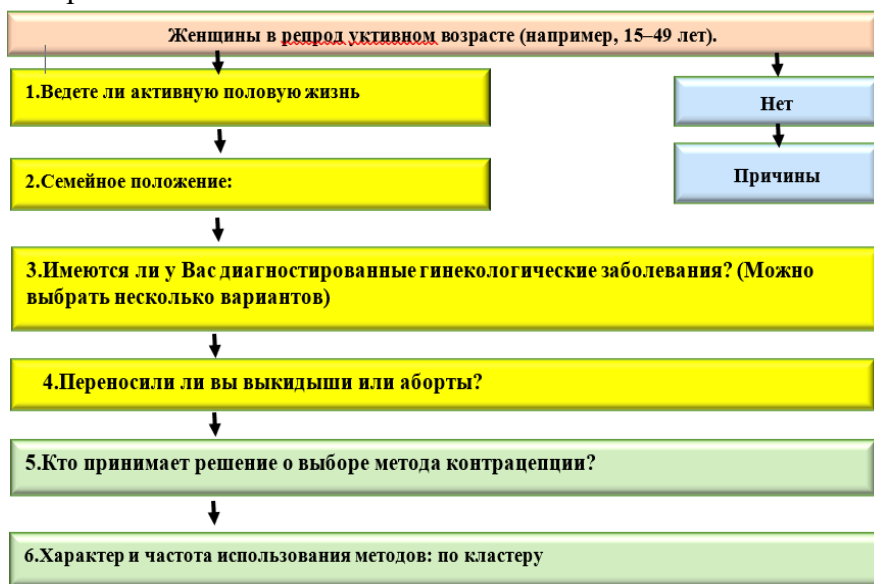 Женщины в репрод уктивном возрасте (например, 15–49 лет).
1.Ведете ли активную половую жизнь
Нет
2.Семейное положение:
Причины
3.Имеются ли у Вас диагностированные гинекологические заболевания? (Можно
выбрать несколько вариантов)
4.Переносили ли вы выкидыши или аборты?
5.Кто принимает решение о выборе метода контрацепции?
6.Характер и частота использования методов: по кластеру